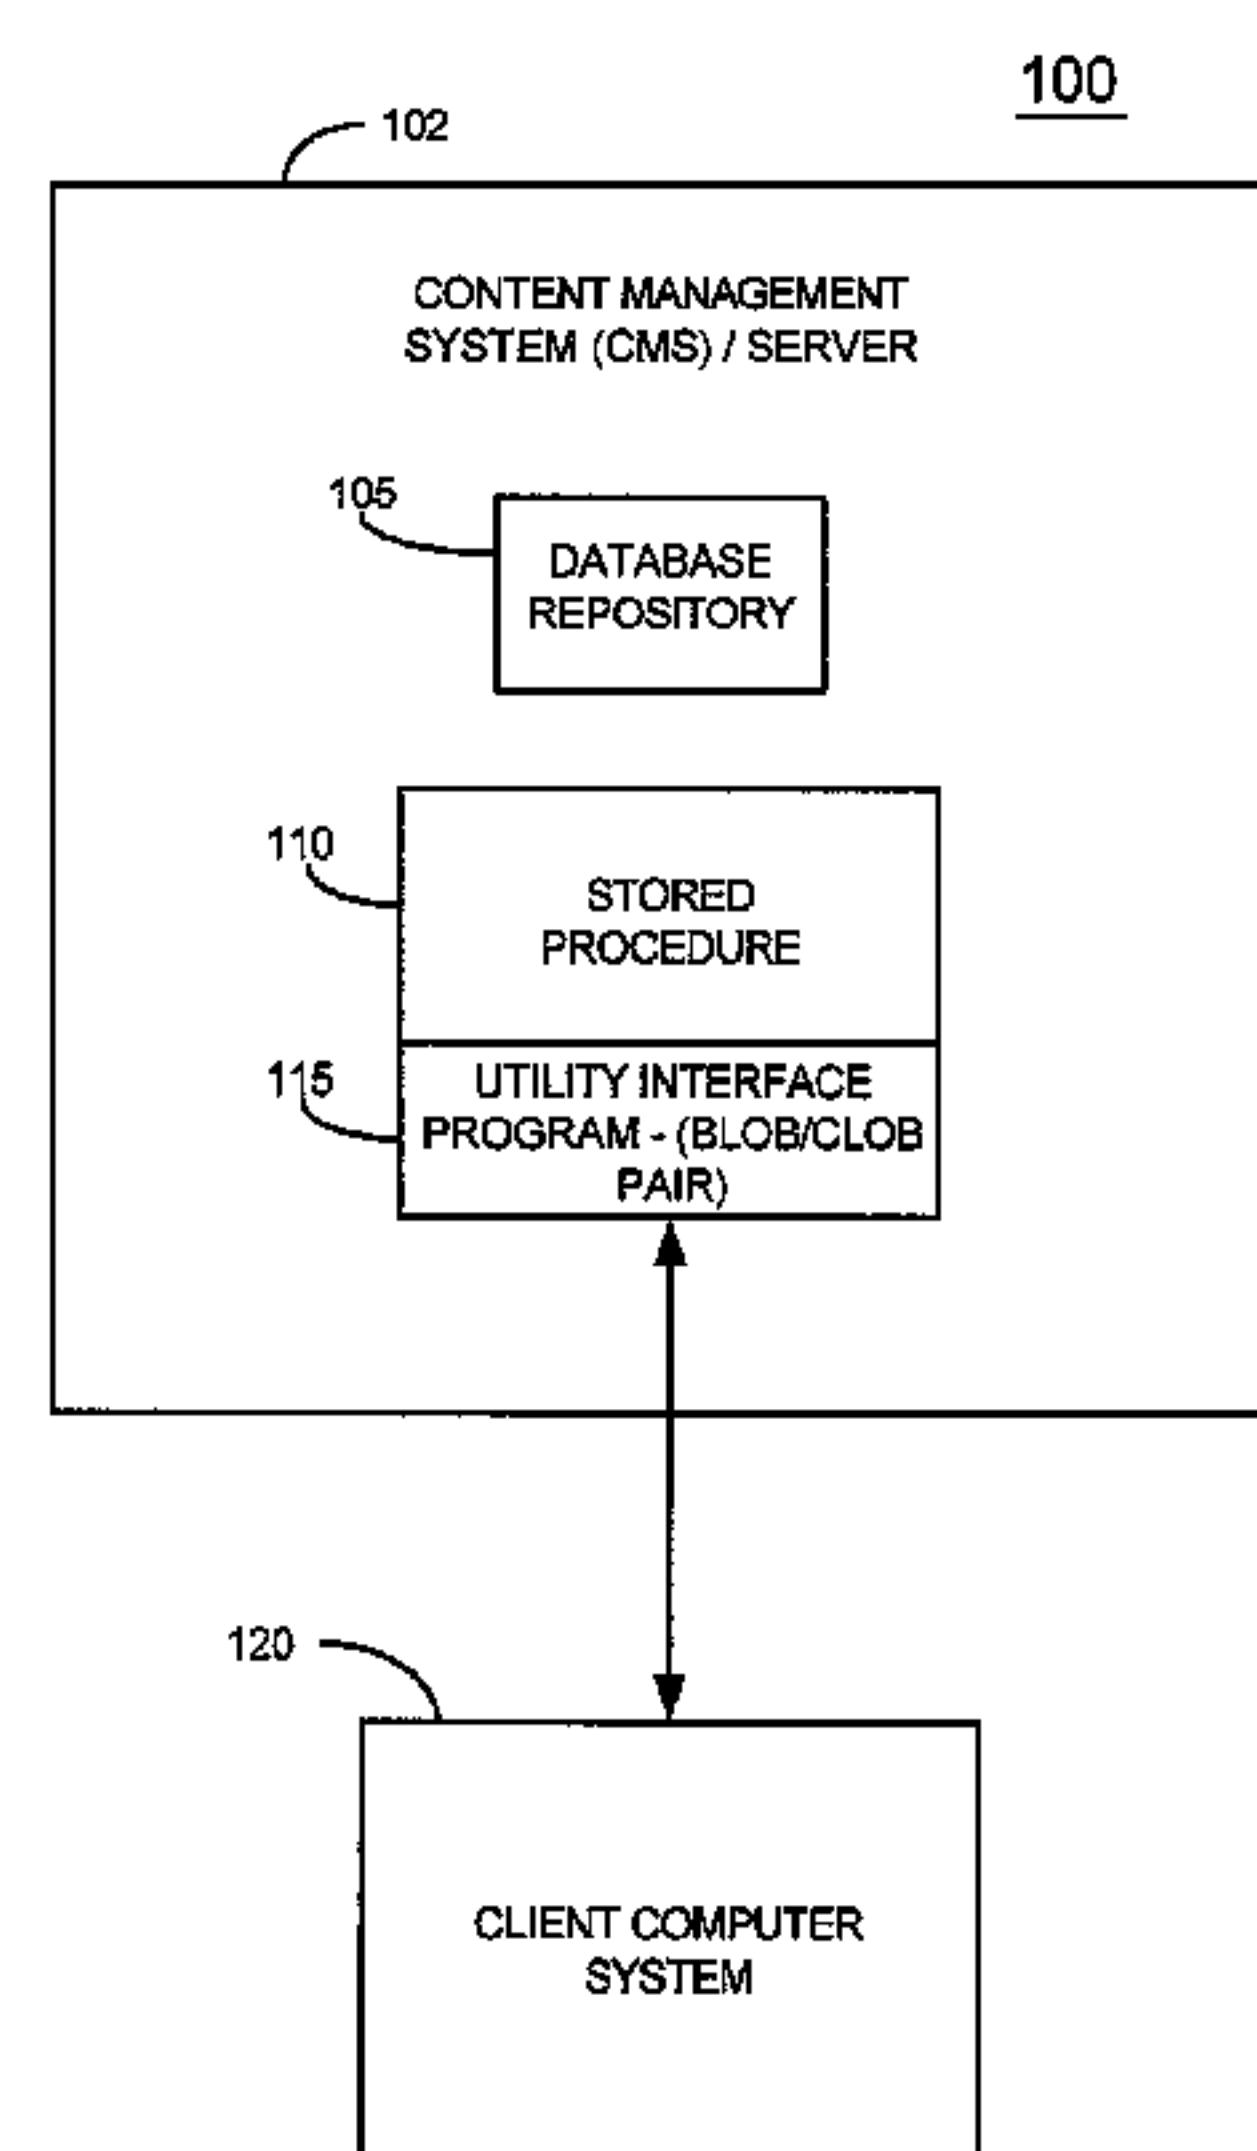 100
102
CONTENT MANAGEMENT
SYSTEM (CMS) / SERVER
105
DATABASE
REPOSITORY
110
STORED
PROCEDURE
115
UTILITY INTERFACE
PROGRAM - (BLOB/CLOB
PAIR)
120
CLIENT COMPUTER
SYSTEM